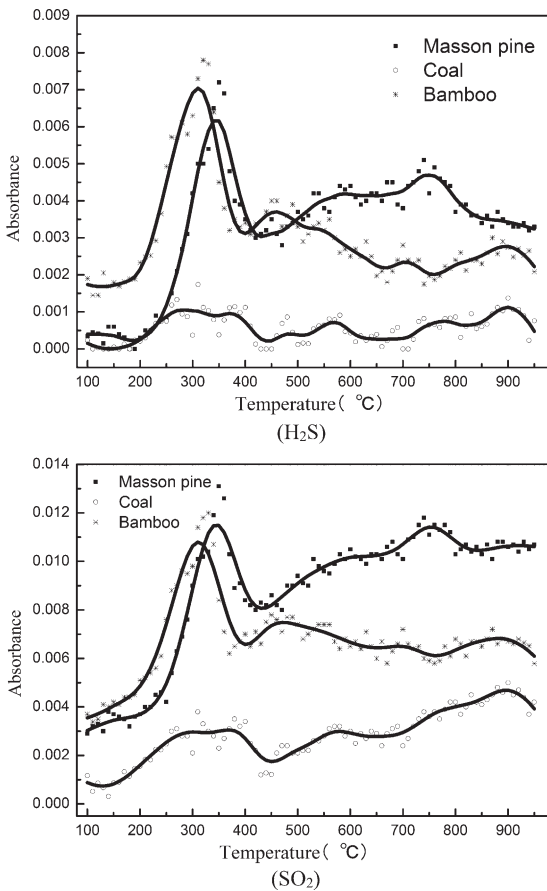 0.009
0.008
0.007
0.006
0.005
0.004
0.003
0.002
0.001
0.000
Absorbance
Masson pine
Coal
Bamboo
100 200 300 400 500 600 700 800 900
Temperature( ℃)
(H₂S)
0.014
0.012
0.010
0.008
0.006
0.004
0.002
0.000
Absorbance
Masson pine
Coal
Bamboo
100 200 300 400 500 600 700 800 900
Temperature( ℃)
(SO₂)